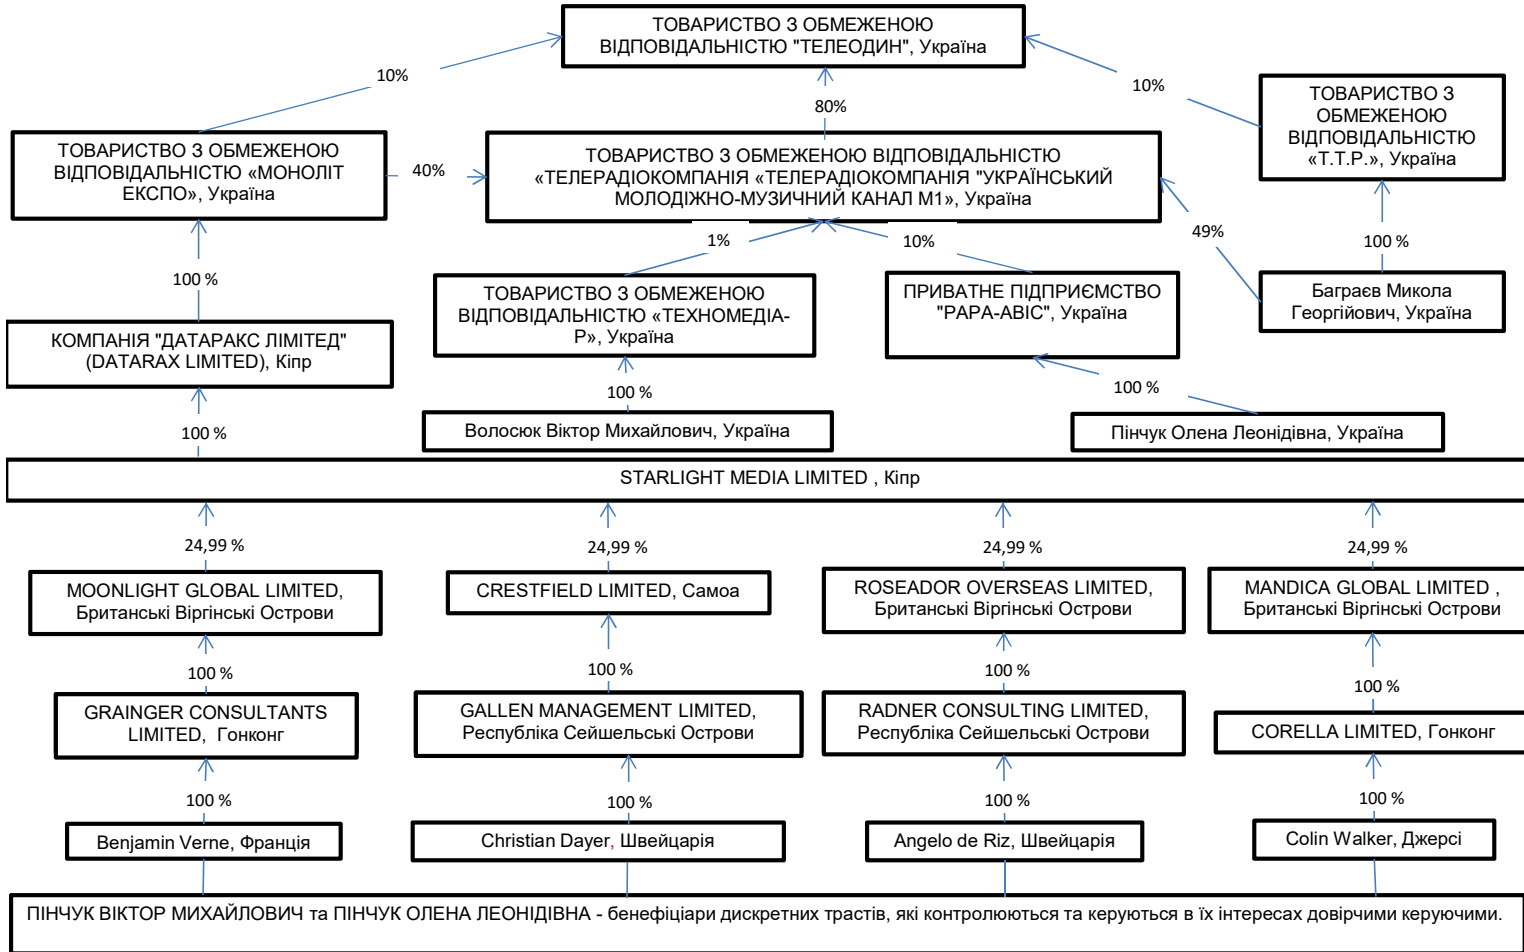 ТОВАРИСТВО З ОБМЕЖЕНОЮ
ВІДПОВІДАЛЬНІСТЮ "ТЕЛЕОДИН", Україна
10%
80%
10%
ТОВАРИСТВО З
ОБМЕЖЕНОЮ
ВІДПОВІДАЛЬНІСТЮ
«Т.Т.Р.», Україна
ТОВАРИСТВО З ОБМЕЖЕНОЮ
ВІДПОВІДАЛЬНІСТЮ «МОНОЛІТ
ЕКСПО», Україна
40%
ТОВАРИСТВО З ОБМЕЖЕНОЮ ВІДПОВІДАЛЬНІСТЮ
«ТЕЛЕРАДІОКОМПАНІЯ «ТЕЛЕРАДІОКОМПАНІЯ "УКРАЇНСЬКИЙ
МОЛОДІЖНО-МУЗИЧНИЙ КАНАЛ М1», Україна
1%
10%
49%
100 %
100 %
ТОВАРИСТВО З ОБМЕЖЕНОЮ
ВІДПОВІДАЛЬНІСТЮ «ТЕХНОМЕДІА-
Р», Україна
ПРИВАТНЕ ПІДПРИЄМСТВО
"РАРА-АВІС", Україна
Баграєв Микола
Георгійович, Україна
КОМПАНІЯ "ДАТАРАКС ЛІМІТЕД"
(DATARAX LIMITED), Кіпр
100 %
100 %
Волосюк Віктор Михайлович, Україна
Пінчук Олена Леонідівна, Україна
100 %
STARLIGHT MEDIA LIMITED , Кіпр
24,99 %
24,99 %
24,99 %
24,99 %
MOONLIGHT GLOBAL LIMITED,
Британські Віргінські Острови
CRESTFIELD LIMITED, Самоа
ROSEADOR OVERSEAS LIMITED,
Британські Віргінські Острови
MANDICA GLOBAL LIMITED ,
Британські Віргінські Острови
100 %
100 %
100 %
100 %
GRAINGER CONSULTANTS
LIMITED, Гонконг
GALLEN MANAGEMENT LIMITED,
Республіка Сейшельські Острови
RADNER CONSULTING LIMITED,
Республіка Сейшельські Острови
CORELLA LIMITED, Гонконг
100 %
100 %
100 %
100 %
Benjamin Verne, Франція
Christian Dayer, Швейцарія
Angelo de Riz, Швейцарія
Colin Walker, Джерсі
ПІНЧУК ВІКТОР МИХАЙЛОВИЧ та ПІНЧУК ОЛЕНА ЛЕОНІДІВНА - бенефіціари дискретних трастів, які контролюються та керуються в їх інтересах довірчими керуючими.